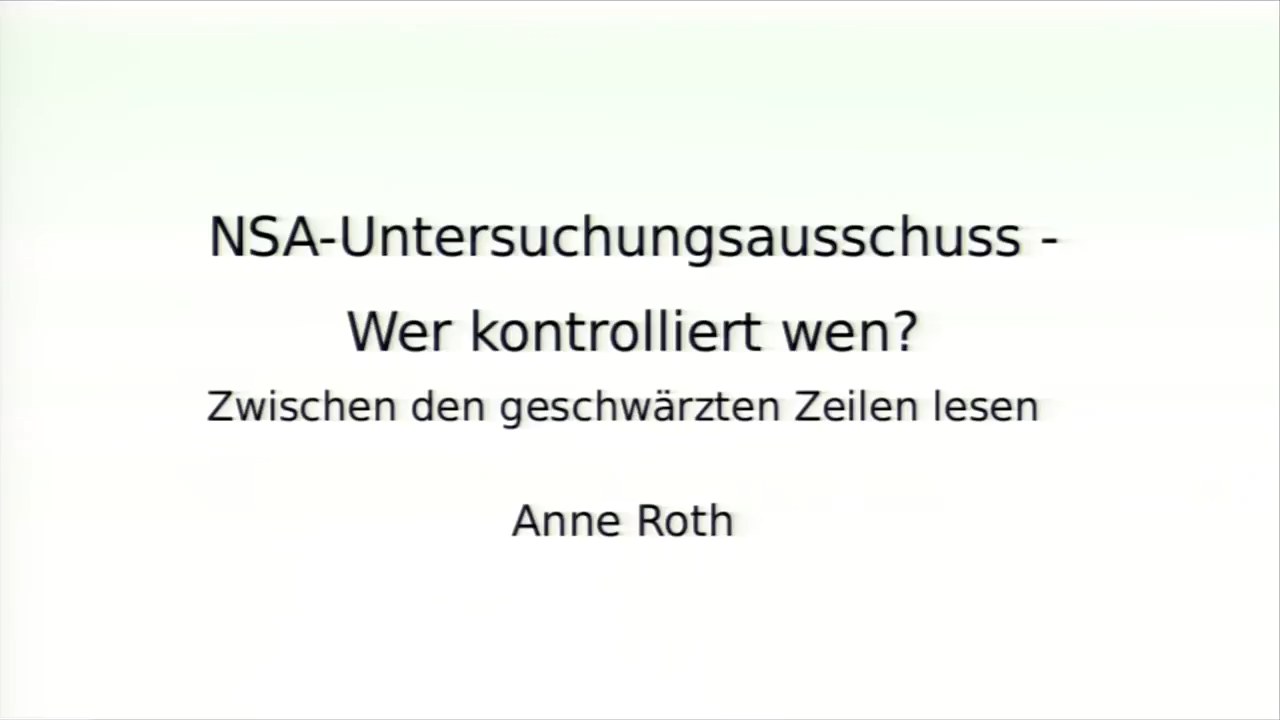 NSA-Untersuchungsausschuss -
Wer kontrolliert wen?
Zwischen den geschwärzten Zeilen lesen
Anne Roth